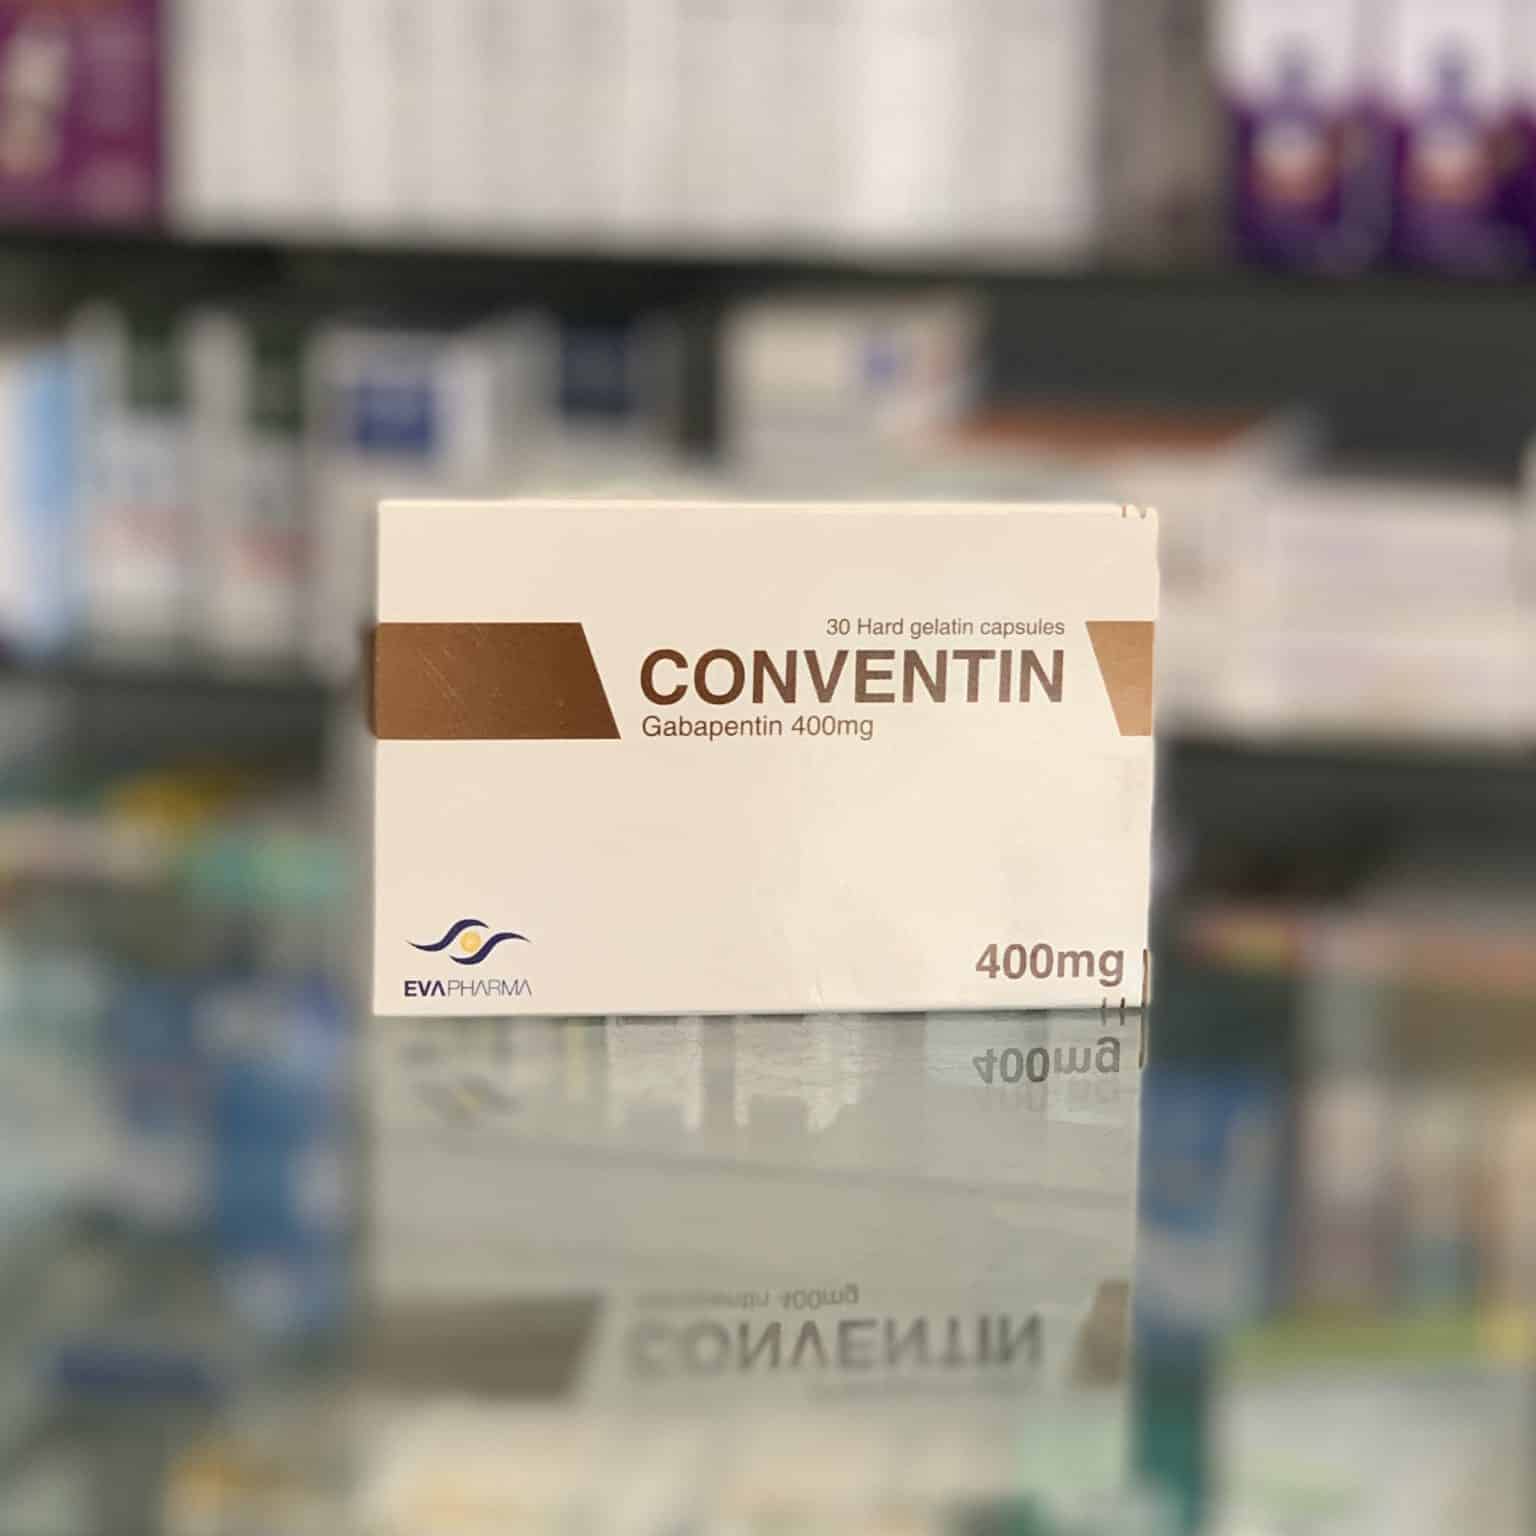 30 Hard gelatin capsules
CONVENTIN
Gabapentin 400mg
EVAPHARMA
400mg